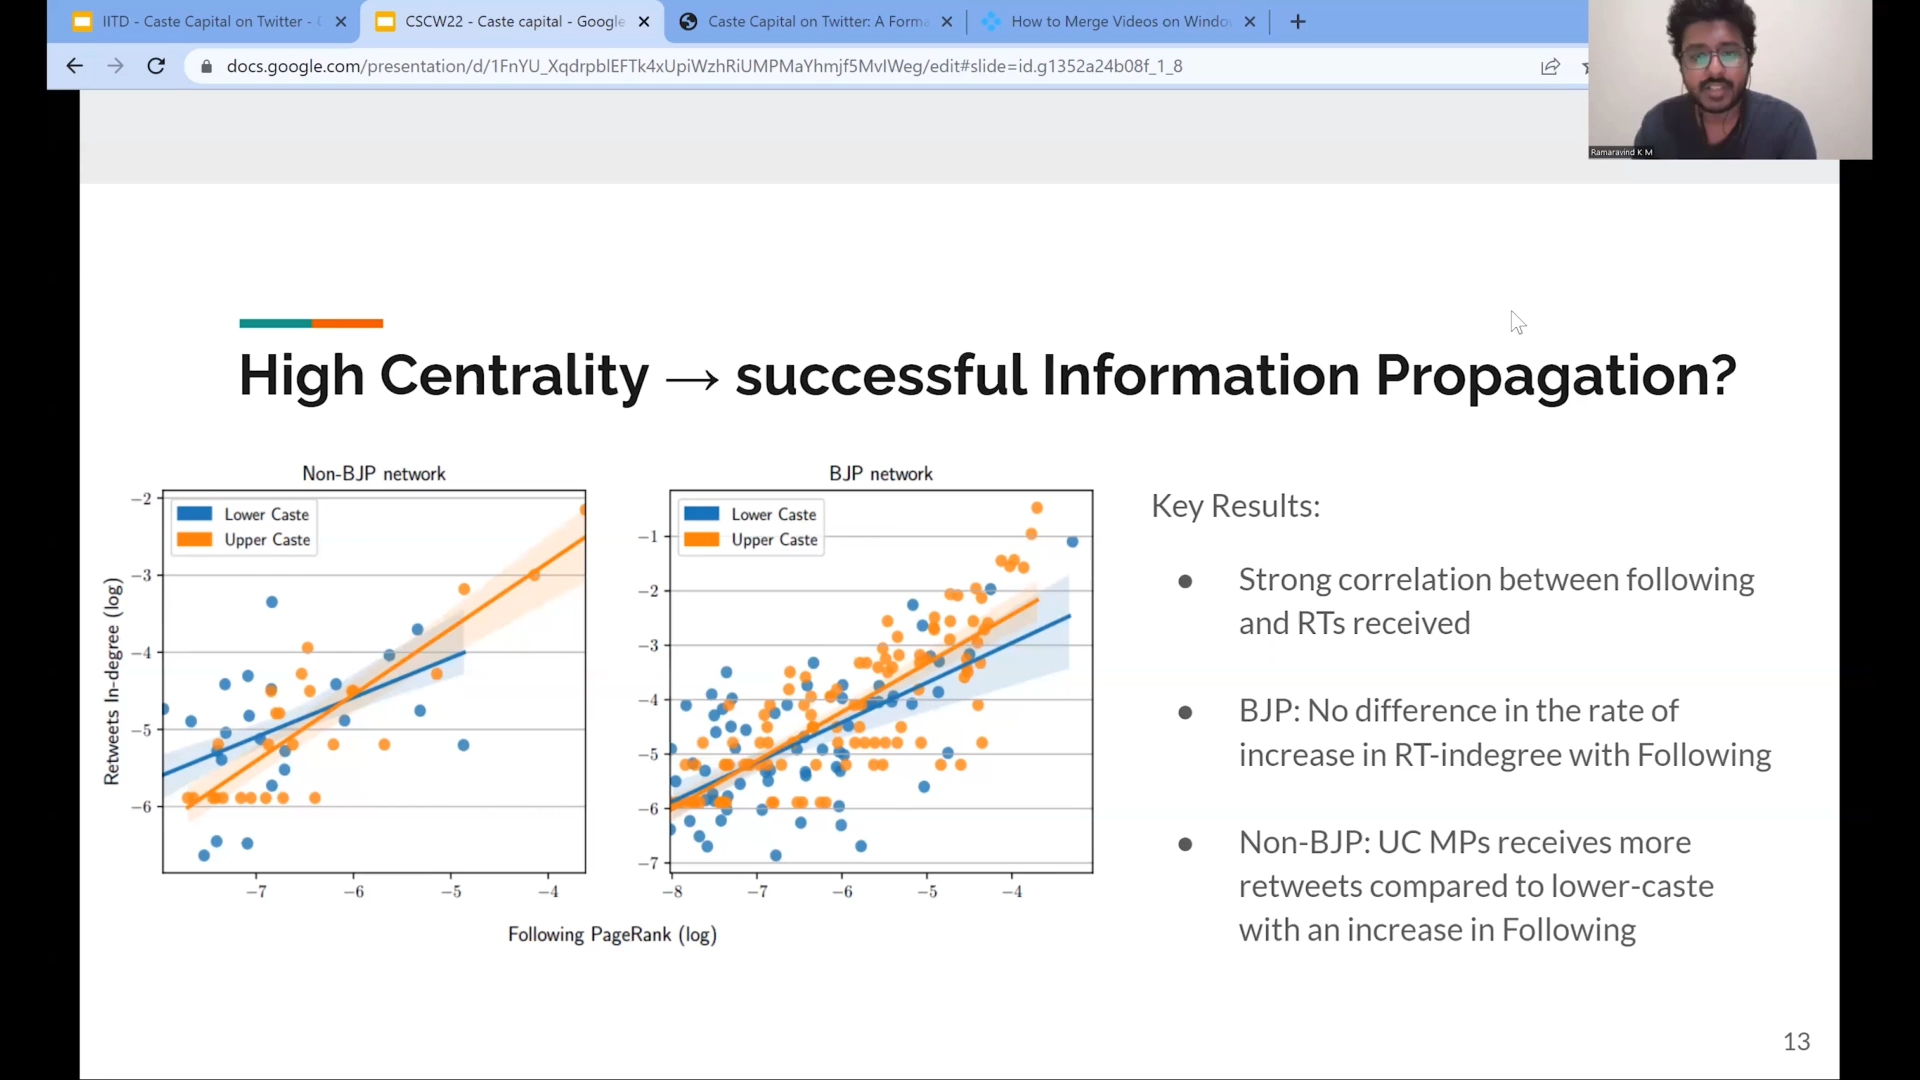 IITD - Caste Capital on Twitter -
CSCW22 - Caste capital - Google
Caste Capital on Twitter: A Forma
How to Merge Videos on Windo
docs.google.com/presentation/d/1FnYU_XqdrpblEFTk4xUpiWzhRiUMPMaYhmjf5MvIWeg/edit#slide=id.g1352a24b08f_1_8
Ramaravind K M
High Centrality → successful Information Propagation?
Non-BJP network
Lower Caste
Upper Caste
Retweets In-degree (log)
−2
−3
−4
−5
−6
−7
−6
−5
−4
BJP network
Lower Caste
Upper Caste
−1
−2
−3
−4
−5
−6
−7
−8
−7
−6
−5
−4
Following PageRank (log)
Key Results:
● Strong correlation between following
and RTs received
● BJP: No difference in the rate of
increase in RT-indegree with Following
● Non-BJP: UC MPs receives more
retweets compared to lower-caste
with an increase in Following
13